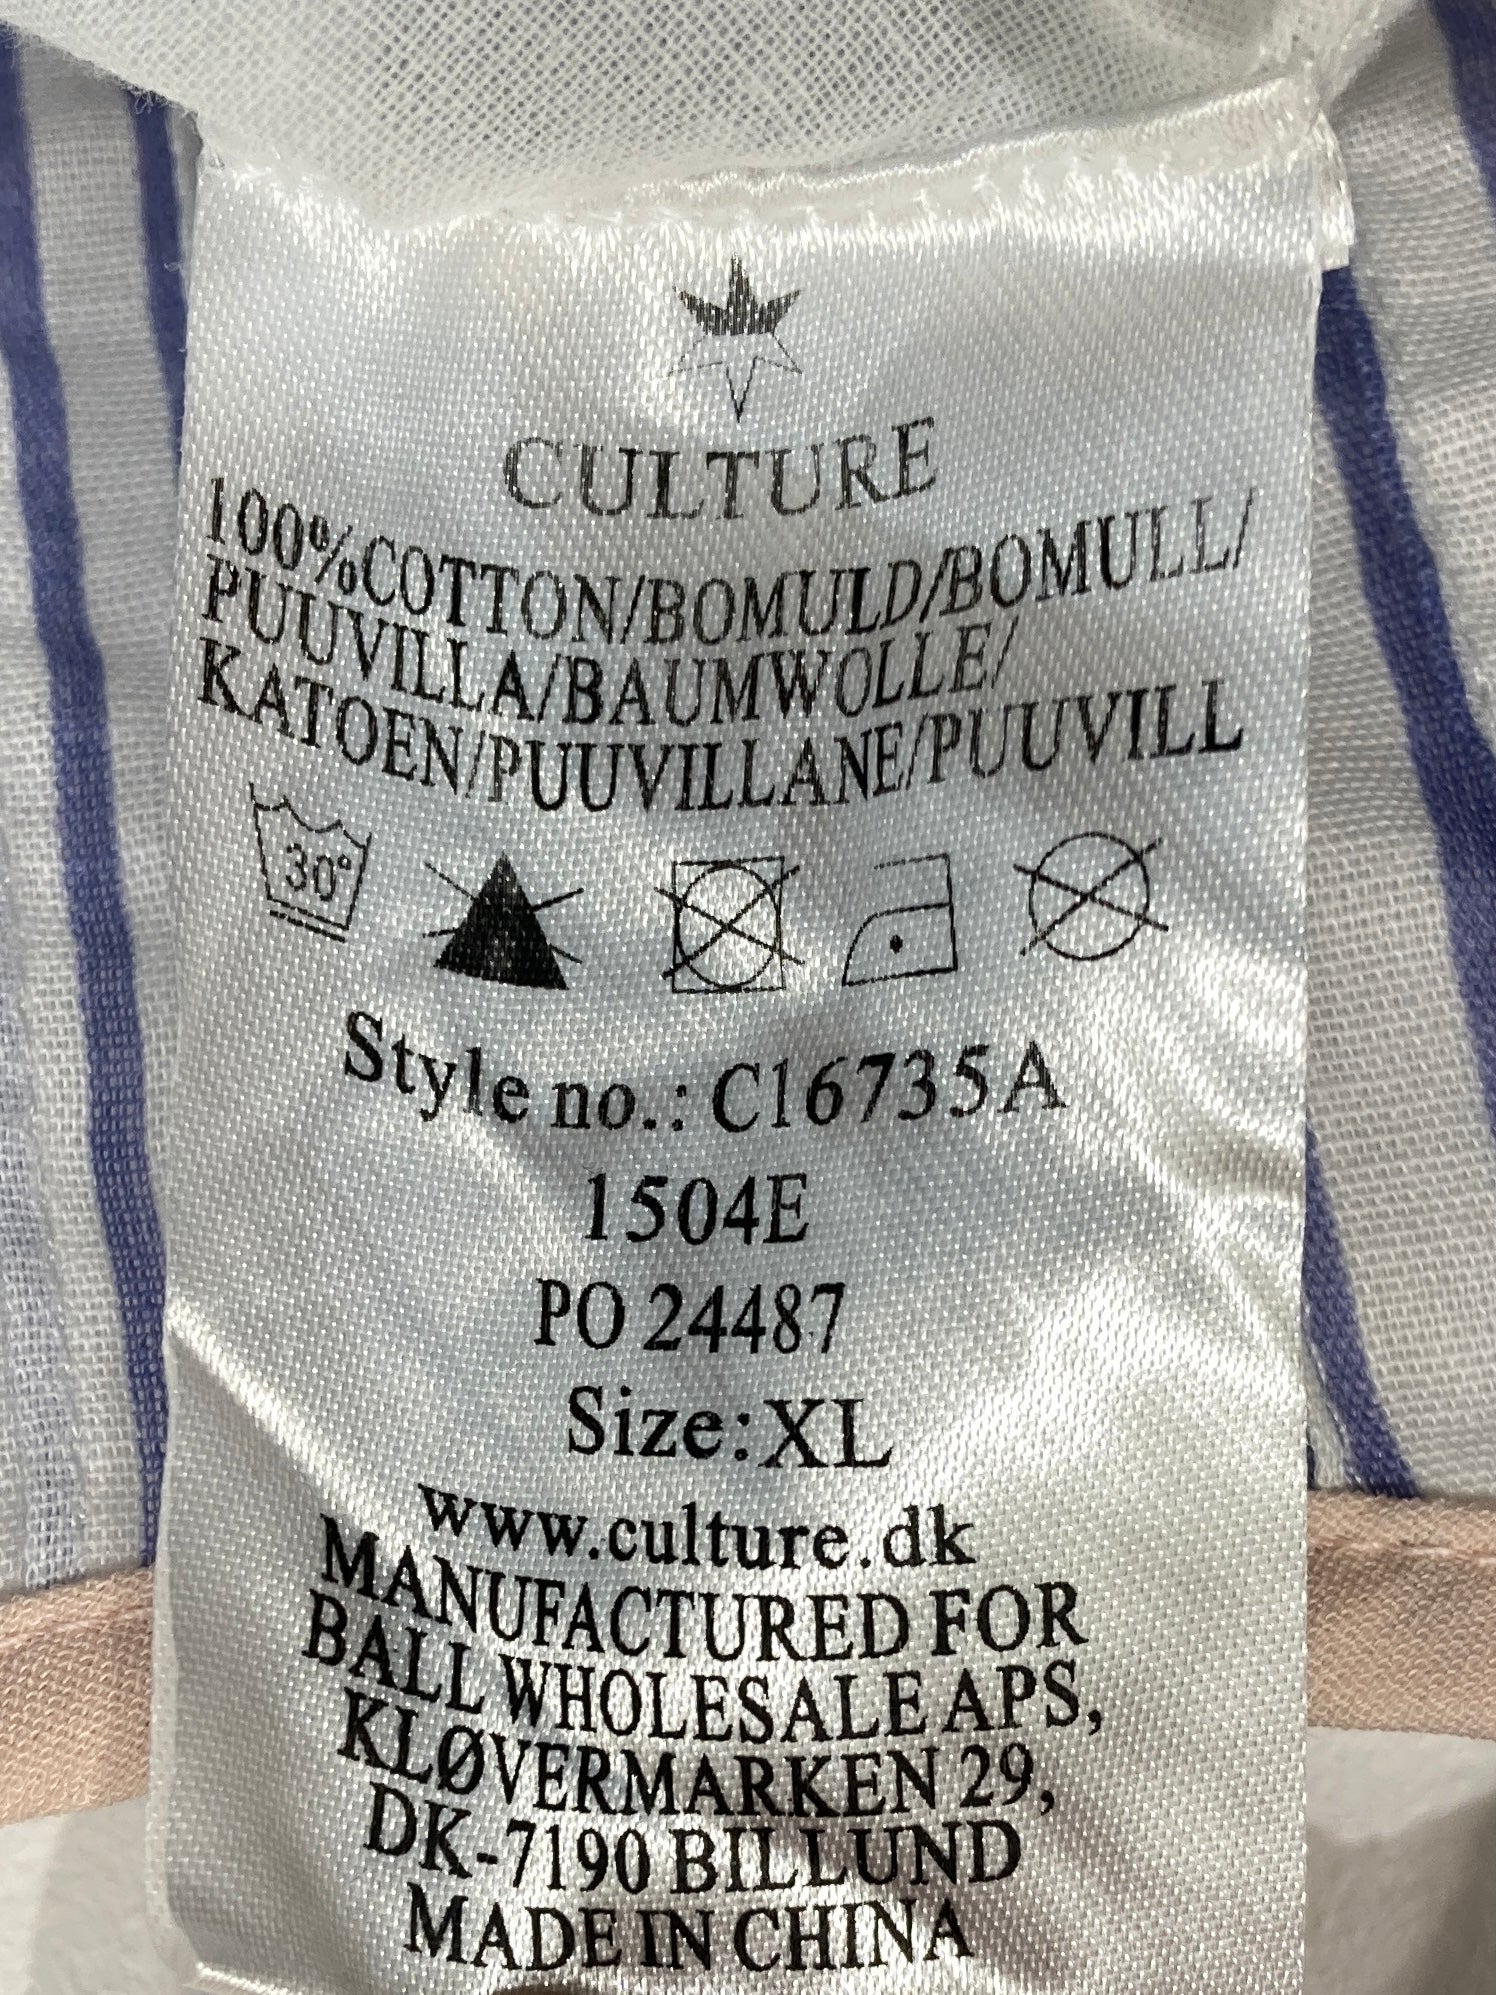 CULTURE
100%COTTON/BOMULD/BOMULL/
PUUVILLA/BAUMWOLLE/
KATOEN/PUUVILLANE/PUUVILL
30°
Style no.: C16735A
1504E
PO 24487
Size:XL
www.culture.dk
MANUFACTURED FOR
BALL WHOLESALE APS,
KLØVERMARKEN 29,
DK-7190 BILLUND
MADE IN CHINA